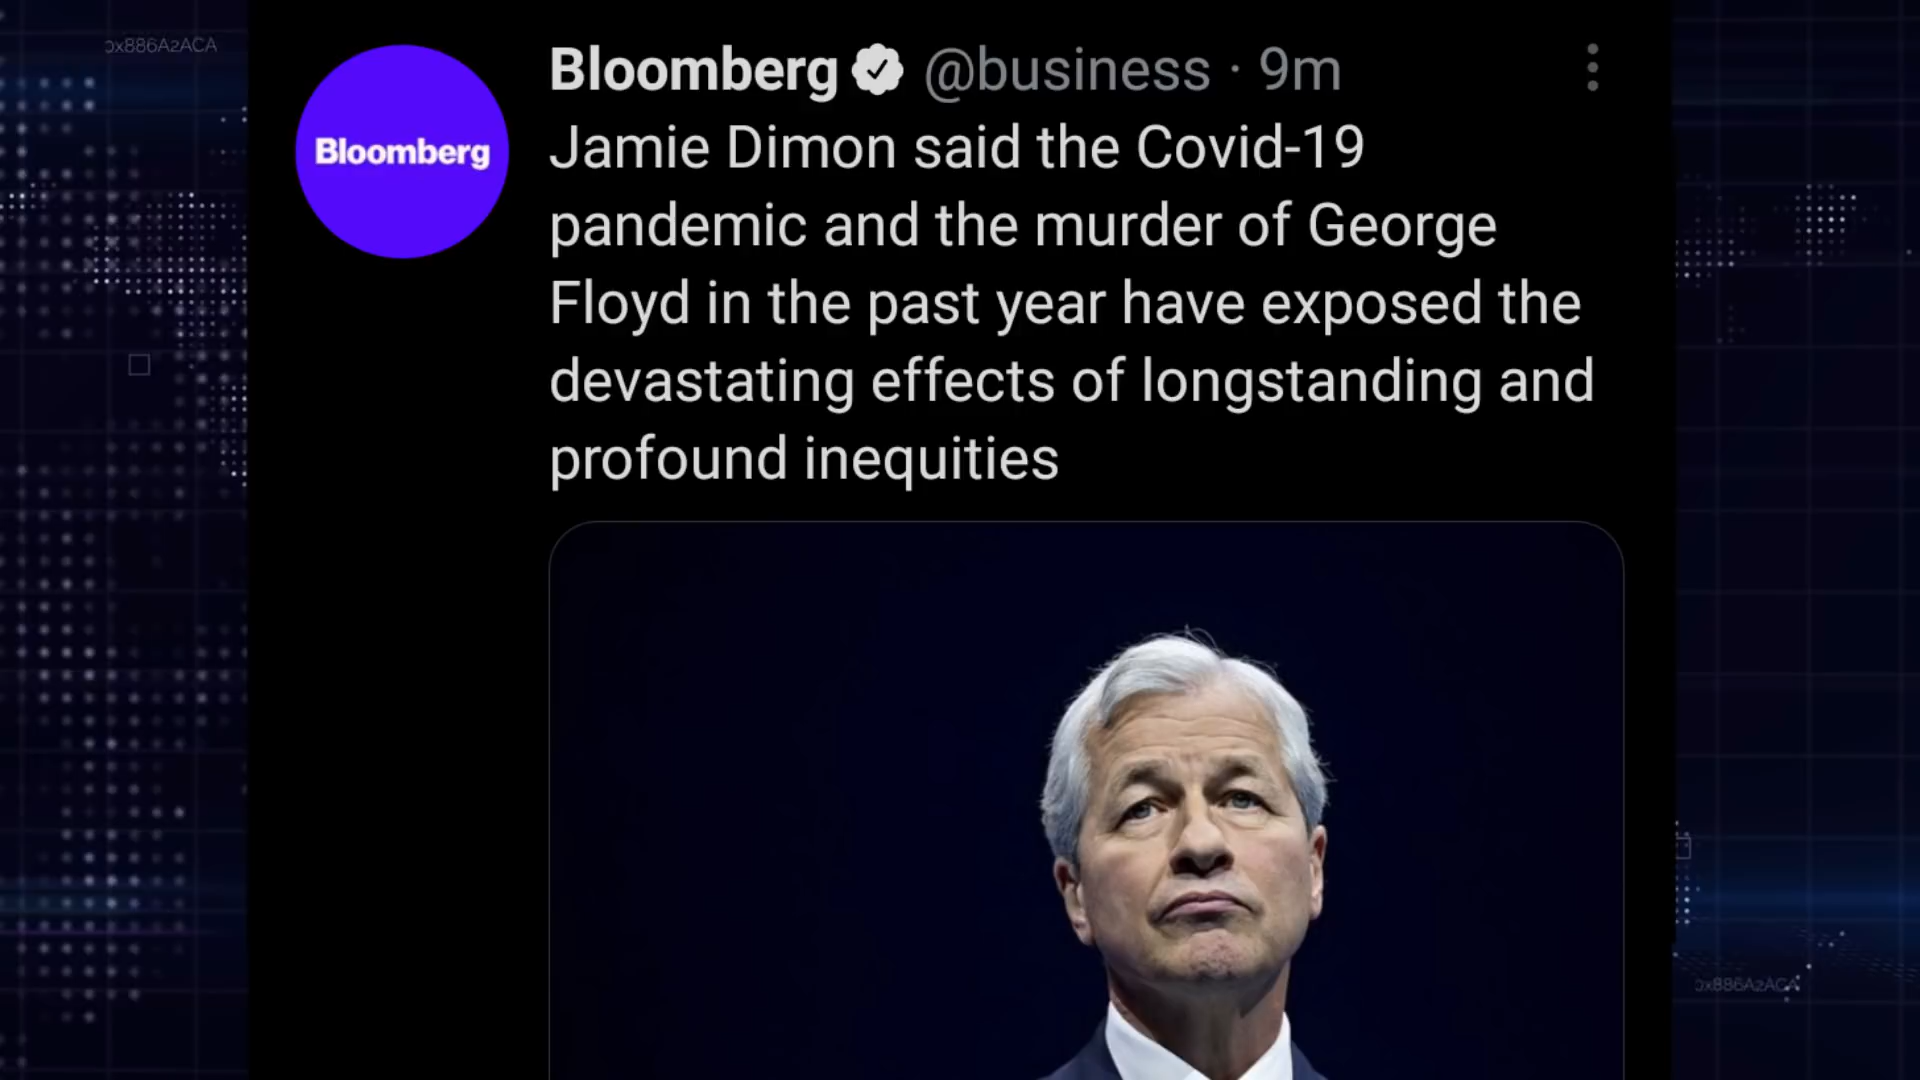 Bloomberg @business · 9m
Bloomberg
Jamie Dimon said the Covid-19
pandemic and the murder of George
Floyd in the past year have exposed the
devastating effects of longstanding and
profound inequities
0x886A2ACA
0x886A2ACA